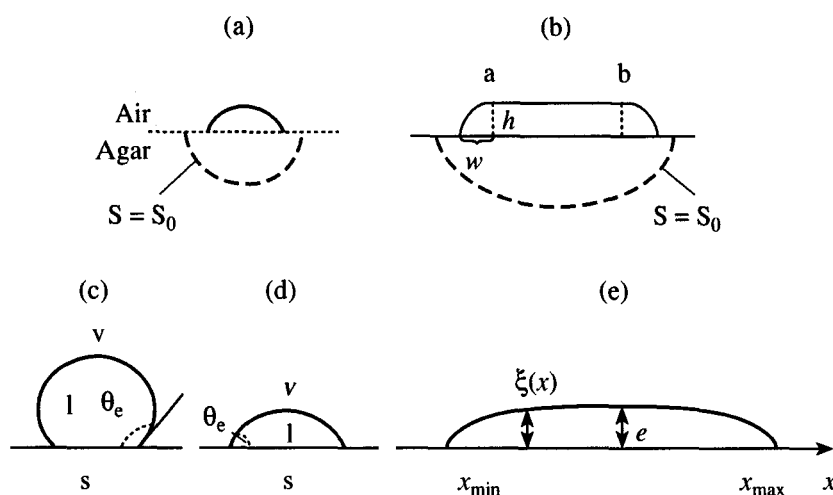 (a)
(b)
a
b
Air
Agar
h
w
S = S₀
S = S₀
(c)
(d)
(e)
v
v
l
θₑ
θₑ
l
ξ(x)
e
s
s
xₘᵢₙ
xₘₐₓ
x